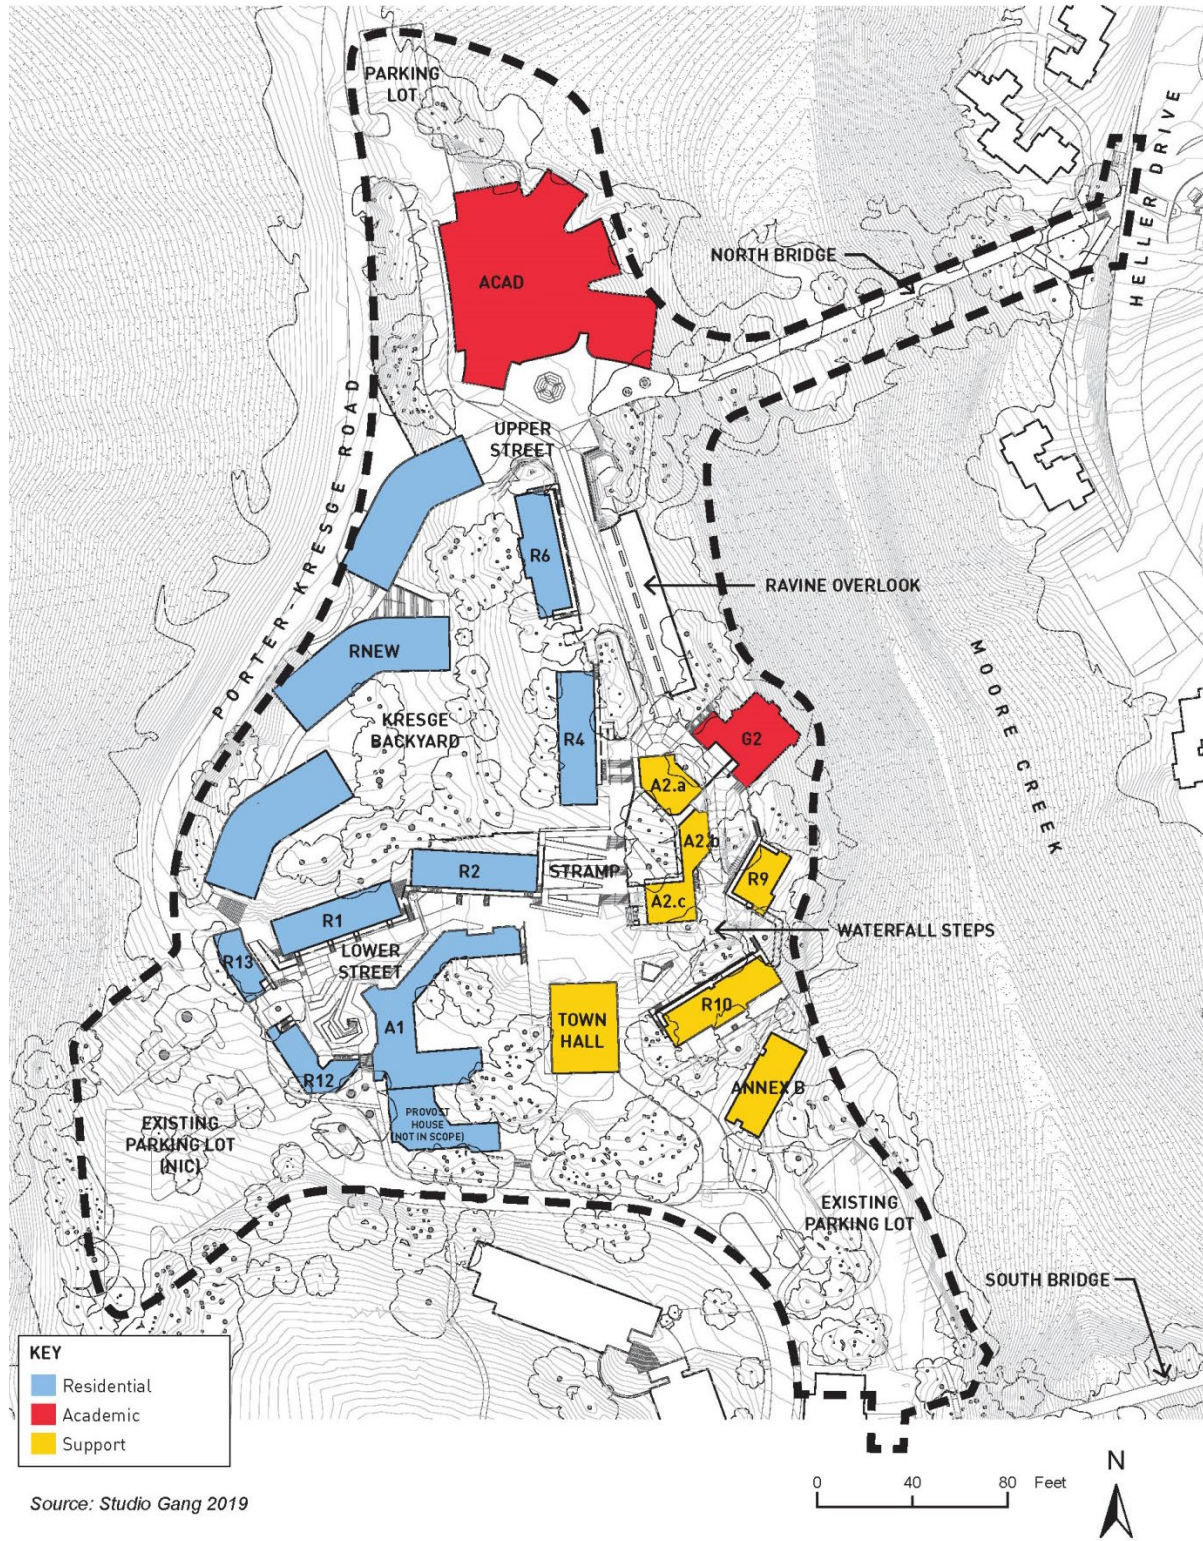 PARKING
LOT
HELLER DRIVE
ACAD
NORTH BRIDGE
PORTER-KRESGE ROAD
UPPER
STREET
R6
RAVINE OVERLOOK
RNEW
MOORE CREEK
KRESGE
BACKYARD
R4
G2
A2.a
A2.b
R2
STRAMP
R9
A2.c
R1
WATERFALL STEPS
LOWER
STREET
R13
R10
A1
TOWN
HALL
R12
ANNEX B
PROVOST
HOUSE
(NOT IN SCOPE)
EXISTING
PARKING LOT
(NIC)
EXISTING
PARKING LOT
SOUTH BRIDGE
KEY
Residential
Academic
Support
Source: Studio Gang 2019
0 40 80 Feet
N